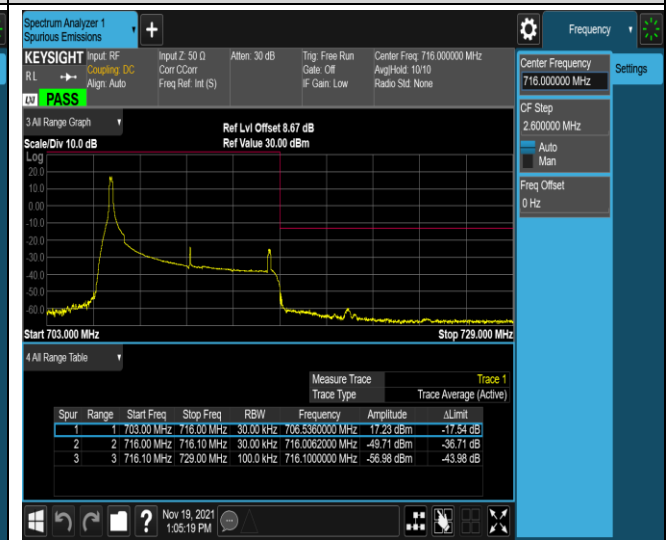 Spectrum Analyzer 1
Spurious Emissions
+
Frequency
KEYSIGHT
R L
LXI
PASS
Input: RF
Coupling: DC
Align: Auto
Input Z: 50 Ω
Corr CCorr
Freq Ref: Int (S)
Atten: 30 dB
Trig: Free Run
Gate: Off
IF Gain: Low
Center Freq: 716.000000 MHz
Avg|Hold: 10/10
Radio Std: None
Center Frequency
716.000000 MHz
Settings
CF Step
2.600000 MHz
Auto
Man
Freq Offset
0 Hz
3 All Range Graph
Scale/Div 10.0 dB
Ref Lvl Offset 8.67 dB
Ref Value 30.00 dBm
Log
20.0
10.0
0.00
-10.0
-20.0
-30.0
-40.0
-50.0
-60.0
Start 703.000 MHz
Stop 729.000 MHz
4 All Range Table
Measure Trace Trace 1
Trace Type Trace Average (Active)
Spur Range Start Freq Stop Freq RBW Frequency Amplitude ΔLimit
1 1 703.00 MHz 716.00 MHz 30.00 kHz 706.5360000 MHz 17.23 dBm -17.54 dB
2 2 716.00 MHz 716.10 MHz 30.00 kHz 716.0062000 MHz -49.71 dBm -36.71 dB
3 3 716.10 MHz 729.00 MHz 100.0 kHz 716.1000000 MHz -56.98 dBm -43.98 dB
?
Nov 19, 2021
1:05:19 PM